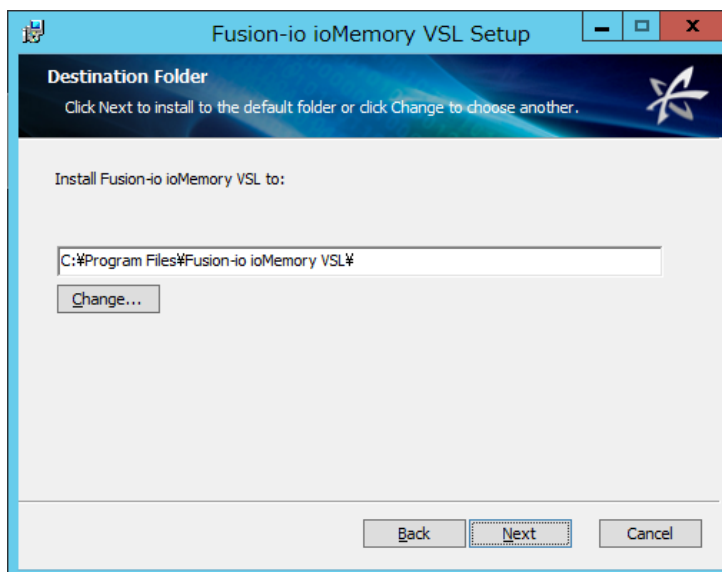 Fusion-io ioMemory VSL Setup
Destination Folder
Click Next to install to the default folder or click Change to choose another.
Install Fusion-io ioMemory VSL to:
C:¥Program Files¥Fusion-io ioMemory VSL¥
Change...
Back Next Cancel